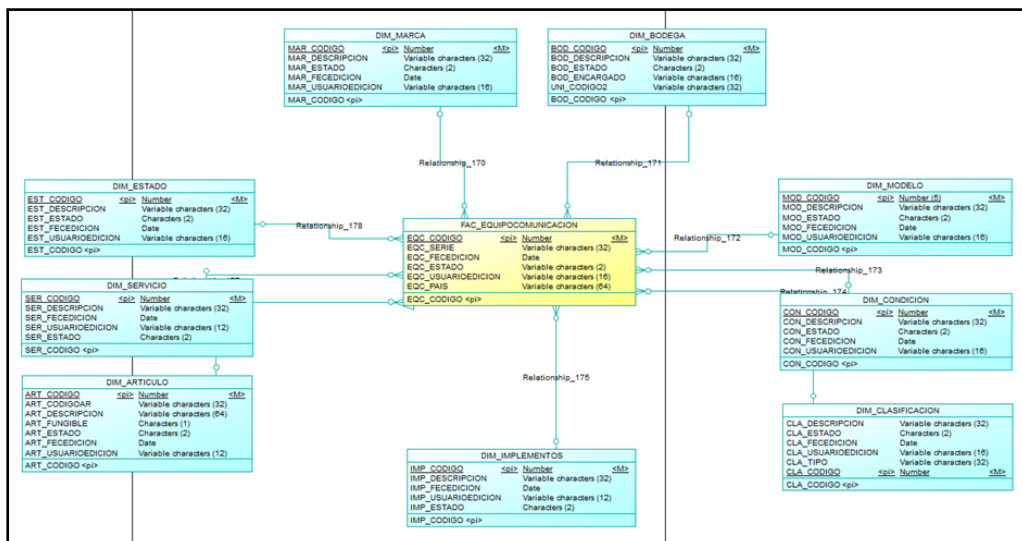 DIM_MARCA
MAR_CODIGO <pi> Number <M>
MAR_DESCRIPCION Variable characters (32)
MAR_ESTADO Characters (2)
MAR_FECEDICION Date
MAR_USUARIOEDICION Variable characters (16)
MAR_CODIGO <pi>
DIM_BODEGA
BOD_CODIGO <pi> Number <M>
BOD_DESCRIPCION Variable characters (32)
BOD_ESTADO Characters (2)
BOD_ENCARGADO Variable characters (16)
UNI_CODIGO2 Variable characters (32)
BOD_CODIGO <pi>
Relationship_170
Relationship_171
DIM_ESTADO
EST_CODIGO <pi> Number <M>
EST_DESCRIPCION Variable characters (32)
EST_ESTADO Characters (2)
EST_FECEDICION Date
EST_USUARIOEDICION Variable characters (16)
EST_CODIGO <pi>
Relationship_178
FAC_EQUIPOCOMUNICACION
EQC_CODIGO <pi> Number <M>
EQC_SERIE Variable characters (32)
EQC_FECEDICION Date
EQC_ESTADO Variable characters (2)
EQC_USUARIOEDICION Variable characters (16)
EQC_PAIS Variable characters (64)
EQC_CODIGO <pi>
DIM_MODELO
MOD_CODIGO <pi> Number (5) <M>
MOD_DESCRIPCION Variable characters (32)
MOD_ESTADO Characters (2)
MOD_FECEDICION Date
MOD_USUARIOEDICION Variable characters (16)
MOD_CODIGO <pi>
Relationship_172
Relationship_173
Relationship_174
DIM_SERVICIO
SER_CODIGO <pi> Number <M>
SER_DESCRIPCION Variable characters (32)
SER_FECEDICION Date
SER_USUARIOEDICION Variable characters (12)
SER_ESTADO Characters (2)
SER_CODIGO <pi>
DIM_CONDICION
CON_CODIGO <pi> Number <M>
CON_DESCRIPCION Variable characters (32)
CON_ESTADO Characters (2)
CON_FECEDICION Date
CON_USUARIOEDICION Variable characters (16)
CON_CODIGO <pi>
DIM_ARTICULO
ART_CODIGO <pi> Number <M>
ART_CODIGOAR Variable characters (32)
ART_DESCRIPCION Variable characters (64)
ART_FUNGIBLE Characters (1)
ART_ESTADO Characters (2)
ART_FECEDICION Date
ART_USUARIOEDICION Variable characters (12)
ART_CODIGO <pi>
Relationship_175
DIM_CLASIFICACION
CLA_DESCRIPCION Variable characters (32)
CLA_ESTADO Characters (2)
CLA_FECEDICION Date
CLA_USUARIOEDICION Variable characters (16)
CLA_TIPO Variable characters (32)
CLA_CODIGO <pi> Number <M>
CLA_CODIGO <pi>
DIM_IMPLEMENTOS
IMP_CODIGO <pi> Number <M>
IMP_DESCRIPCION Variable characters (32)
IMP_FECEDICION Date
IMP_USUARIOEDICION Variable characters (12)
IMP_ESTADO Characters (2)
IMP_CODIGO <pi>